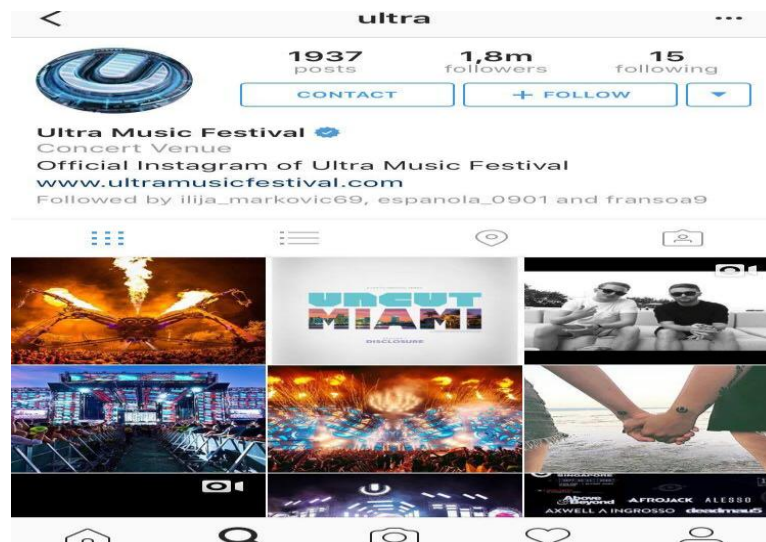 ultra
1937 1,8m 15
posts followers following
CONTACT + FOLLOW
Ultra Music Festival
Concert Venue
Official Instagram of Ultra Music Festival
www.ultramusicfestival.com
Followed by ilija_markovic69, espanola_0901 and fransoa9
UNCUT
MIAMI
DISCLOSURE
SINGAPORE
Above & Beyond AFROJACK ALESSO
AXWELL Λ INGROSSO deadmau5